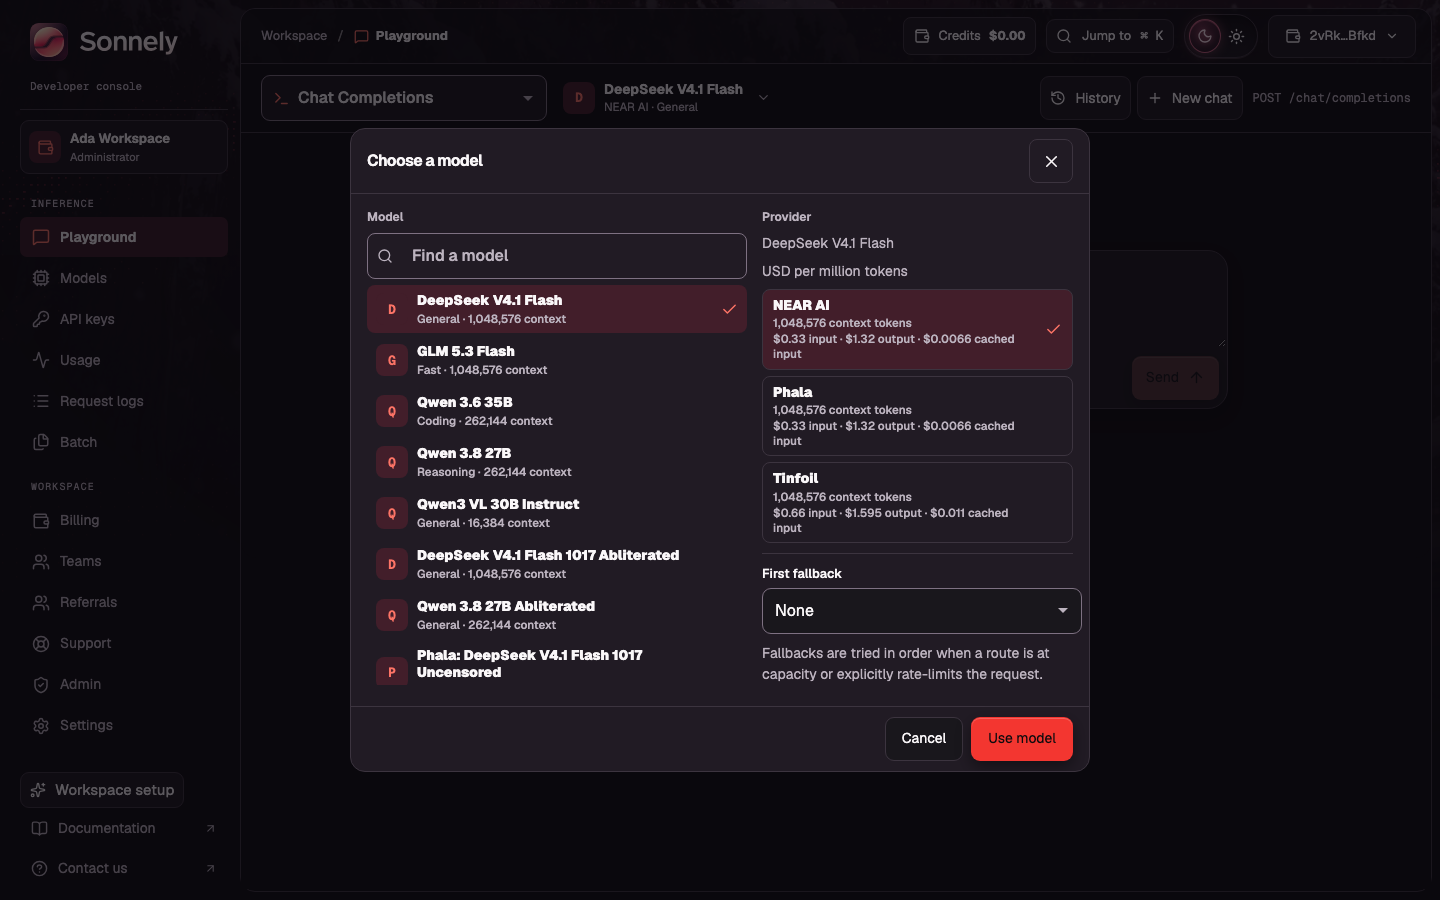 Sonnely
Developer console
Ada Workspace
Administrator
INFERENCE
Playground
Models
API keys
Usage
Request logs
Batch
WORKSPACE
Billing
Teams
Referrals
Support
Admin
Settings
Workspace setup
Documentation
Contact us
Workspace / Playground
Credits $0.00
Jump to ⌘ K
2vRk...Bfkd
Chat Completions
D
DeepSeek V4.1 Flash
NEAR AI · General
History
New chat
POST /chat/completions
Send
Choose a model
Model
Find a model
D
DeepSeek V4.1 Flash
General · 1,048,576 context
G
GLM 5.3 Flash
Fast · 1,048,576 context
Q
Qwen 3.6 35B
Coding · 262,144 context
Q
Qwen 3.8 27B
Reasoning · 262,144 context
Q
Qwen3 VL 30B Instruct
General · 16,384 context
D
DeepSeek V4.1 Flash 1017 Abliterated
General · 1,048,576 context
Q
Qwen 3.8 27B Abliterated
General · 262,144 context
P
Phala: DeepSeek V4.1 Flash 1017
Uncensored
Provider
DeepSeek V4.1 Flash
USD per million tokens
NEAR AI
1,048,576 context tokens
$0.33 input · $1.32 output · $0.0066 cached
input
Phala
1,048,576 context tokens
$0.33 input · $1.32 output · $0.0066 cached
input
Tinfoil
1,048,576 context tokens
$0.66 input · $1.595 output · $0.011 cached
input
First fallback
None
Fallbacks are tried in order when a route is at
capacity or explicitly rate-limits the request.
Cancel
Use model